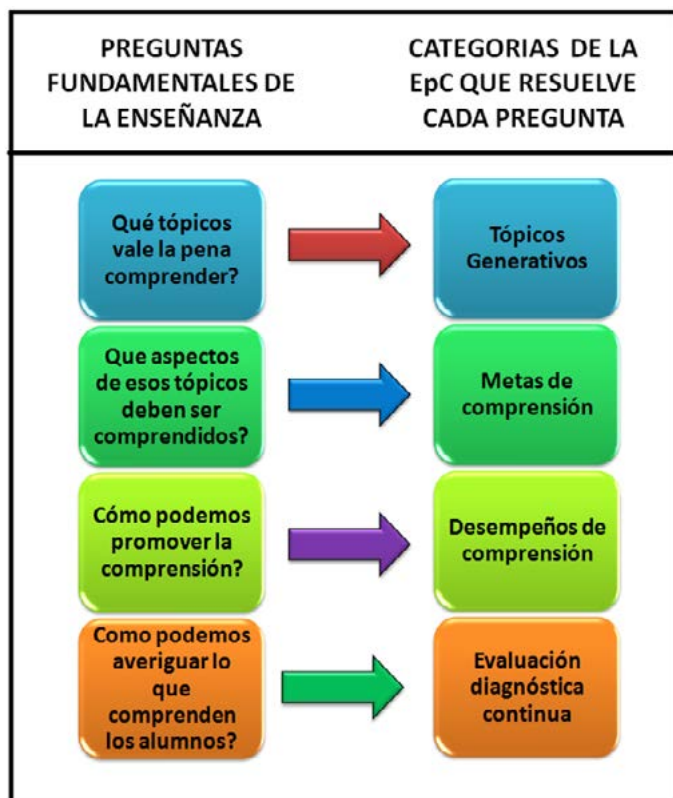 PREGUNTAS
FUNDAMENTALES DE
LA ENSEÑANZA
CATEGORIAS DE LA
EpC QUE RESUELVE
CADA PREGUNTA
Qué tópicos
vale la pena
comprender?
Tópicos
Generativos
Que aspectos
de esos tópicos
deben ser
comprendidos?
Metas de
comprensión
Cómo podemos
promover la
comprensión?
Desempeños de
comprensión
Como podemos
averiguar lo
que
comprenden
los alumnos?
Evaluación
diagnóstica
continua